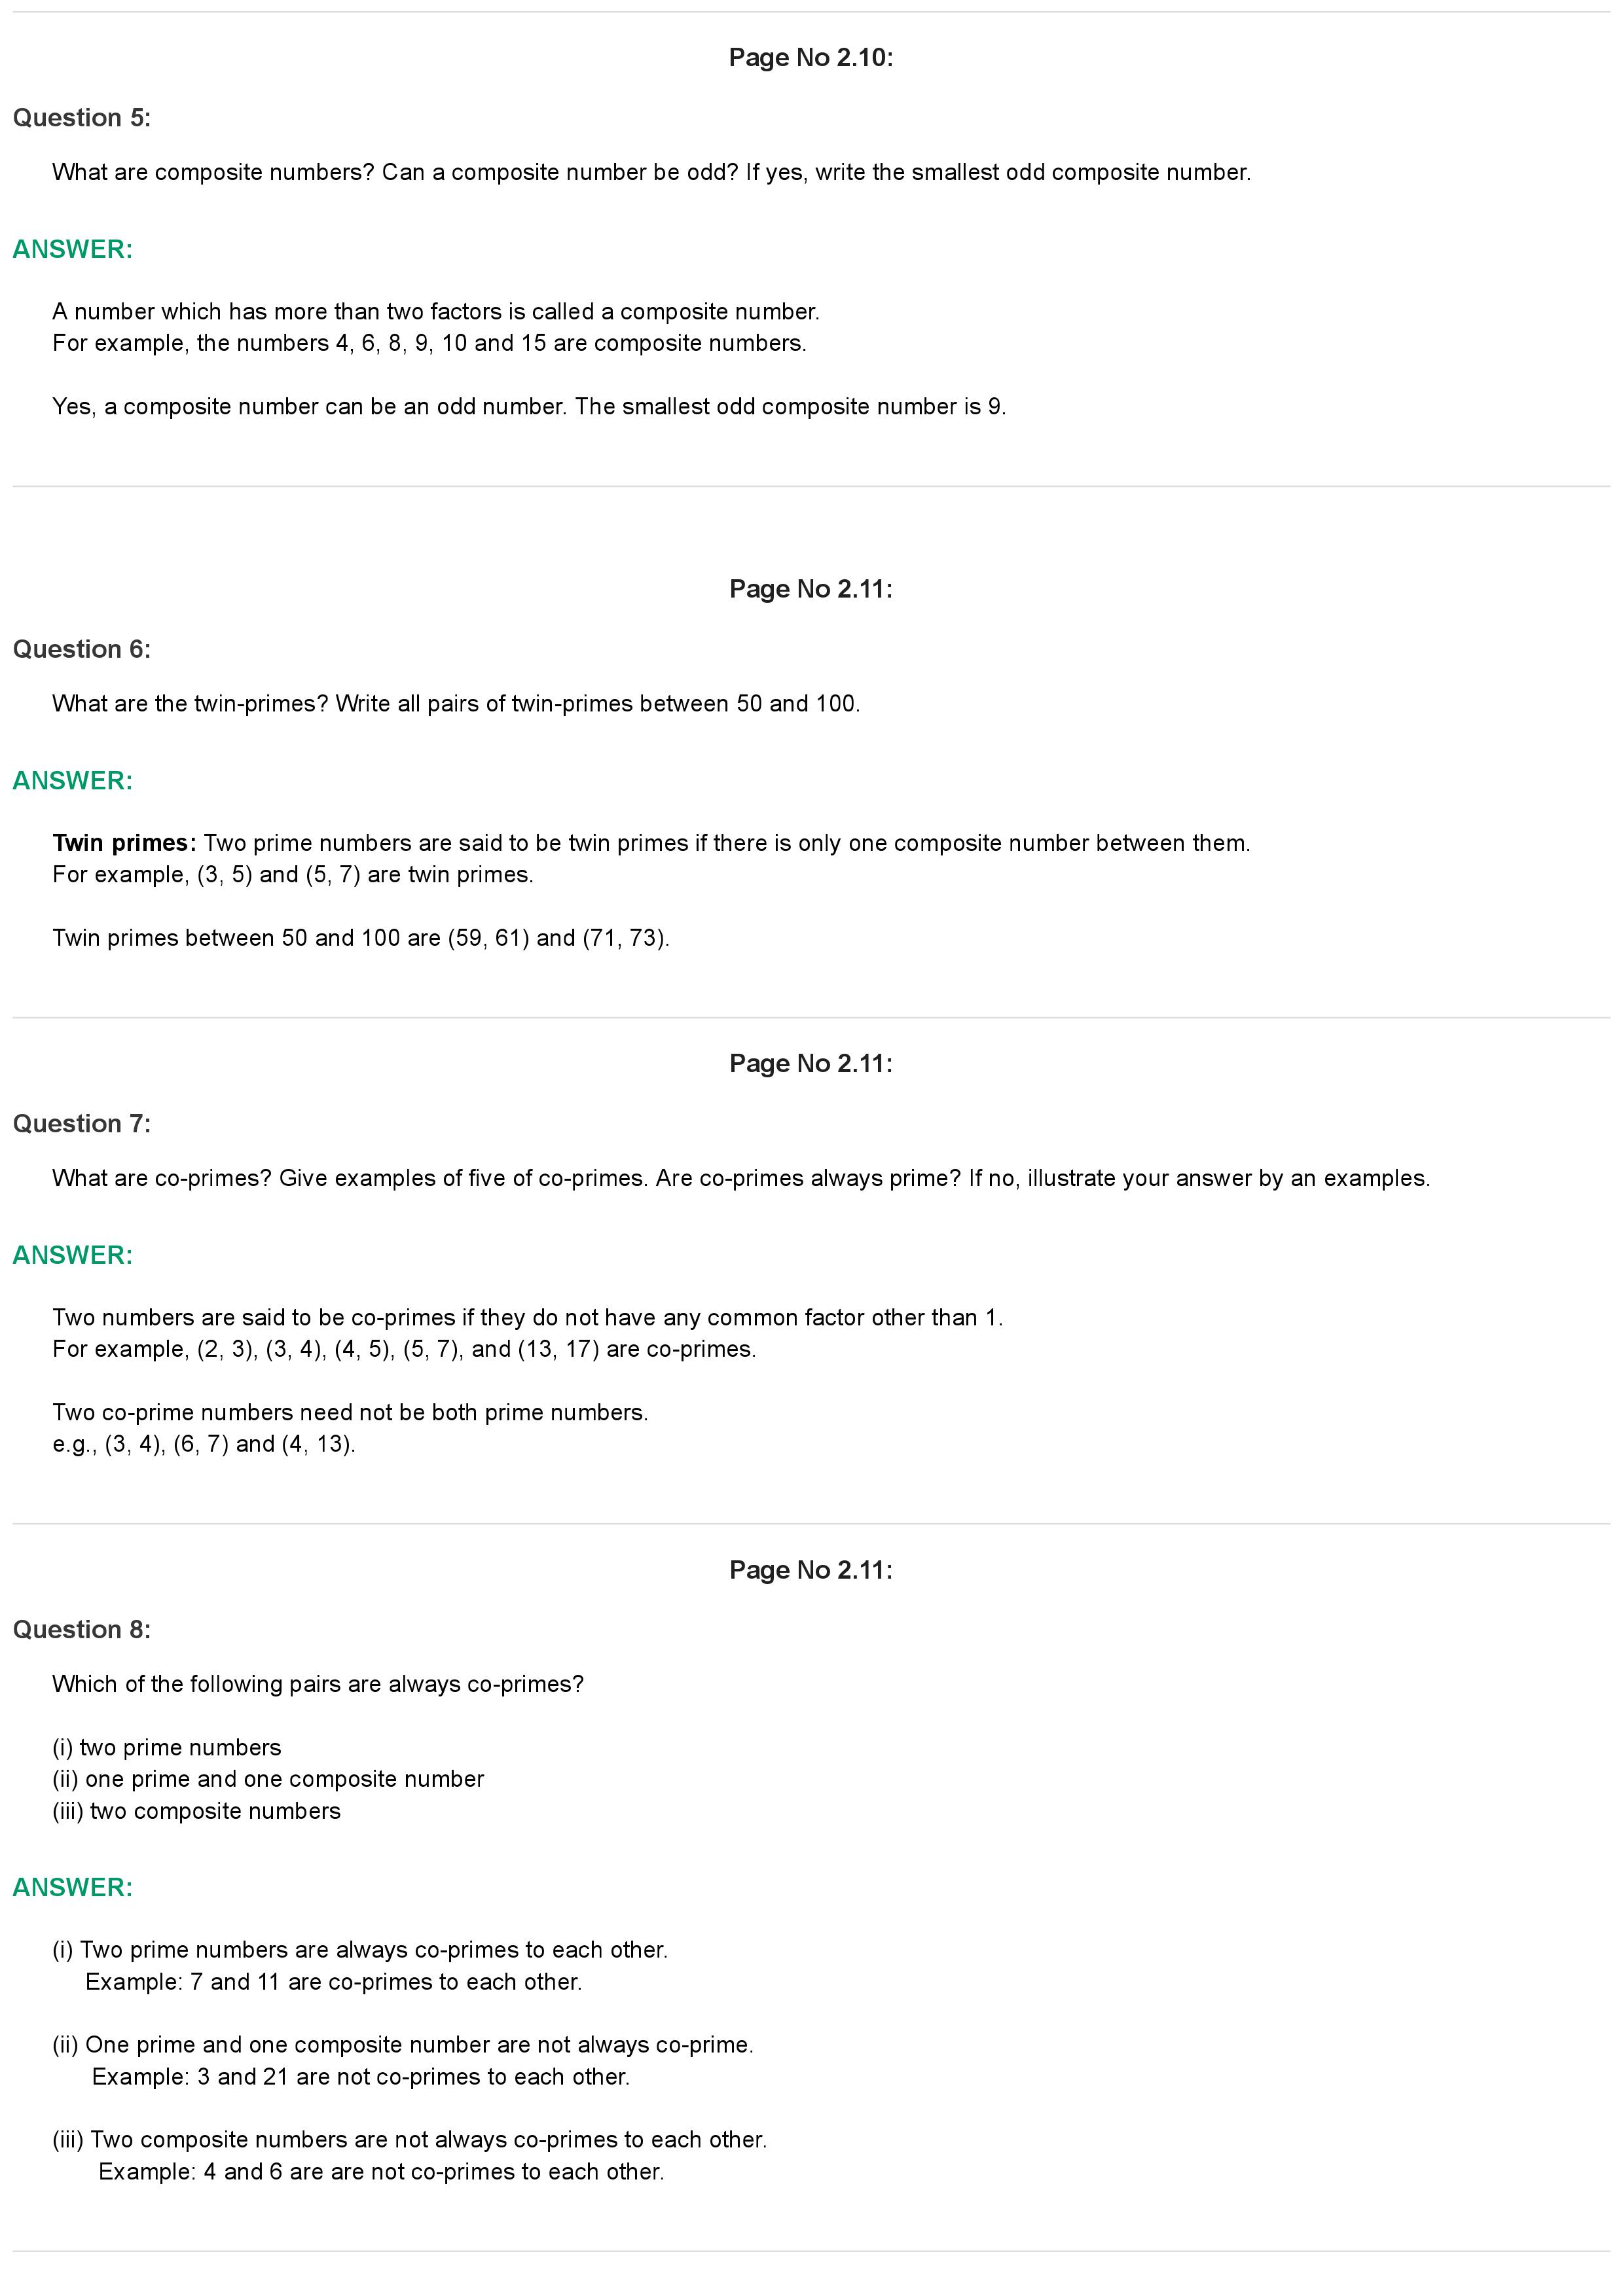 Page No 2.10:
Question 5:
What are composite numbers? Can a composite number be odd? If yes, write the smallest odd composite number.
ANSWER:
A number which has more than two factors is called a composite number.
For example, the numbers 4, 6, 8, 9, 10 and 15 are composite numbers.
Yes, a composite number can be an odd number. The smallest odd composite number is 9.
Page No 2.11:
Question 6:
What are the twin-primes? Write all pairs of twin-primes between 50 and 100.
ANSWER:
Twin primes: Two prime numbers are said to be twin primes if there is only one composite number between them.
For example, (3, 5) and (5, 7) are twin primes.
Twin primes between 50 and 100 are (59, 61) and (71, 73).
Page No 2.11:
Question 7:
What are co-primes? Give examples of five of co-primes. Are co-primes always prime? If no, illustrate your answer by an examples.
ANSWER:
Two numbers are said to be co-primes if they do not have any common factor other than 1.
For example, (2, 3), (3, 4), (4, 5), (5, 7), and (13, 17) are co-primes.
Two co-prime numbers need not be both prime numbers.
e.g., (3, 4), (6, 7) and (4, 13).
Page No 2.11:
Question 8:
Which of the following pairs are always co-primes?
(i) two prime numbers
(ii) one prime and one composite number
(iii) two composite numbers
ANSWER:
(i) Two prime numbers are always co-primes to each other.
Example: 7 and 11 are co-primes to each other.
(ii) One prime and one composite number are not always co-prime.
Example: 3 and 21 are not co-primes to each other.
(iii) Two composite numbers are not always co-primes to each other.
Example: 4 and 6 are are not co-primes to each other.